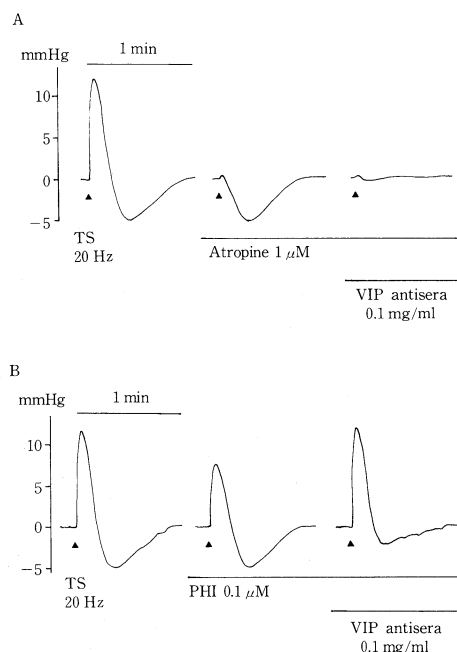 A
1 min
mmHg
10
5
0
−5
TS
20 Hz
Atropine 1 μM
VIP antisera
0.1 mg/ml
B
1 min
mmHg
10
5
0
−5
TS
20 Hz
PHI 0.1 μM
VIP antisera
0.1 mg/ml